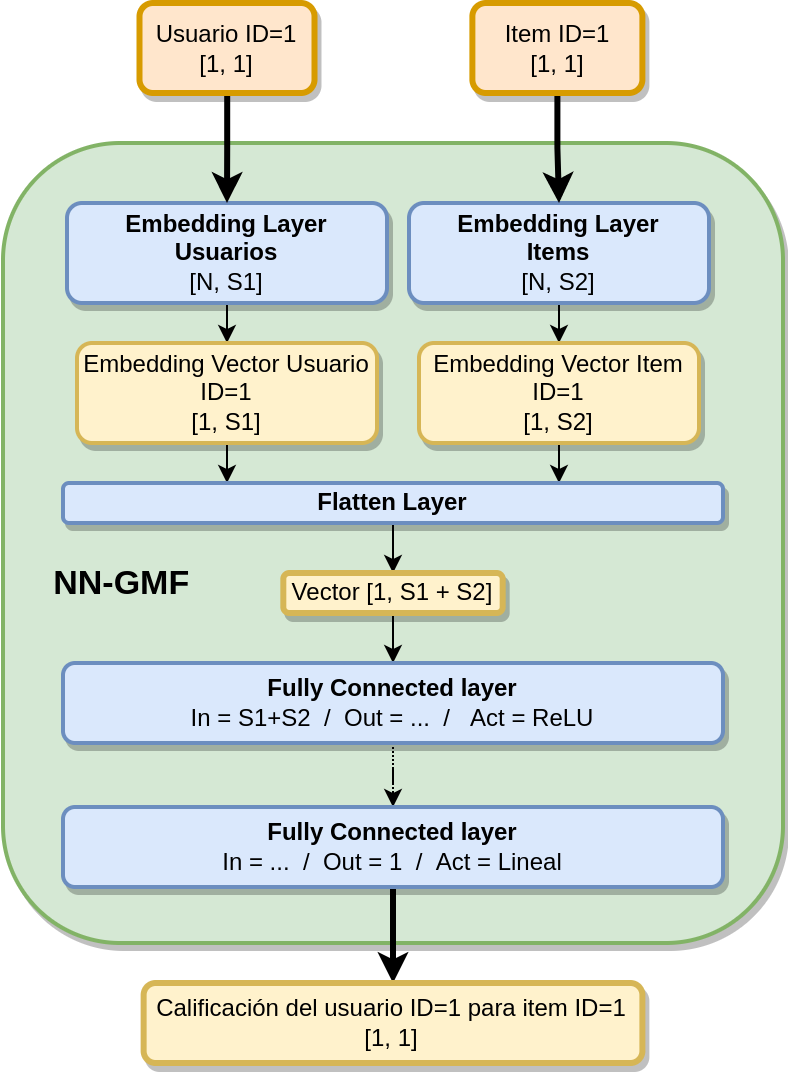 Usuario ID=1
[1, 1]
Item ID=1
[1, 1]
Embedding Layer
Usuarios
[N, S1]
Embedding Layer
Items
[N, S2]
Embedding Vector Usuario
ID=1
[1, S1]
Embedding Vector Item
ID=1
[1, S2]
Flatten Layer
NN-GMF
Vector [1, S1 + S2]
Fully Connected layer
In = S1+S2 / Out = ... / Act = ReLU
Fully Connected layer
In = ... / Out = 1 / Act = Lineal
Calificación del usuario ID=1 para item ID=1
[1, 1]